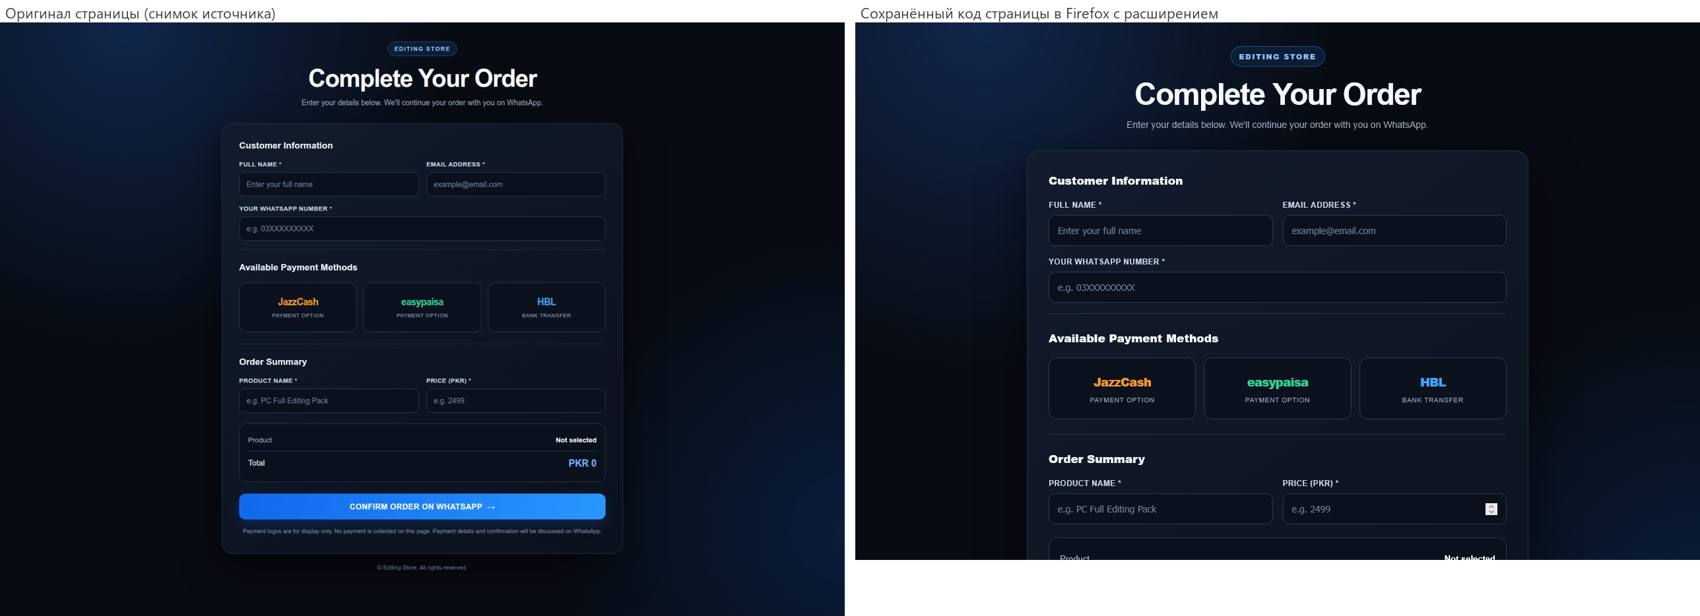 Оригинал страницы (снимок источника)
EDITING STORE
Complete Your Order
Enter your details below. We'll continue your order with you on WhatsApp.
Customer Information
FULL NAME * EMAIL ADDRESS *
Enter your full name example@email.com
YOUR WHATSAPP NUMBER *
e.g. 03XXXXXXXXX
Available Payment Methods
JazzCash easypaisa HBL
PAYMENT OPTION PAYMENT OPTION BANK TRANSFER
Order Summary
PRODUCT NAME * PRICE (PKR) *
e.g. PC Full Editing Pack e.g. 2499
Product Not selected
Total PKR 0
CONFIRM ORDER ON WHATSAPP →
Payment logos are for display only. No payment is collected on this page. Payment details and confirmation will be discussed on WhatsApp.
© Editing Store. All rights reserved.
Сохранённый код страницы в Firefox с расширением
EDITING STORE
Complete Your Order
Enter your details below. We'll continue your order with you on WhatsApp.
Customer Information
FULL NAME * EMAIL ADDRESS *
Enter your full name example@email.com
YOUR WHATSAPP NUMBER *
e.g. 03XXXXXXXXX
Available Payment Methods
JazzCash easypaisa HBL
PAYMENT OPTION PAYMENT OPTION BANK TRANSFER
Order Summary
PRODUCT NAME * PRICE (PKR) *
e.g. PC Full Editing Pack e.g. 2499
Product Not selected